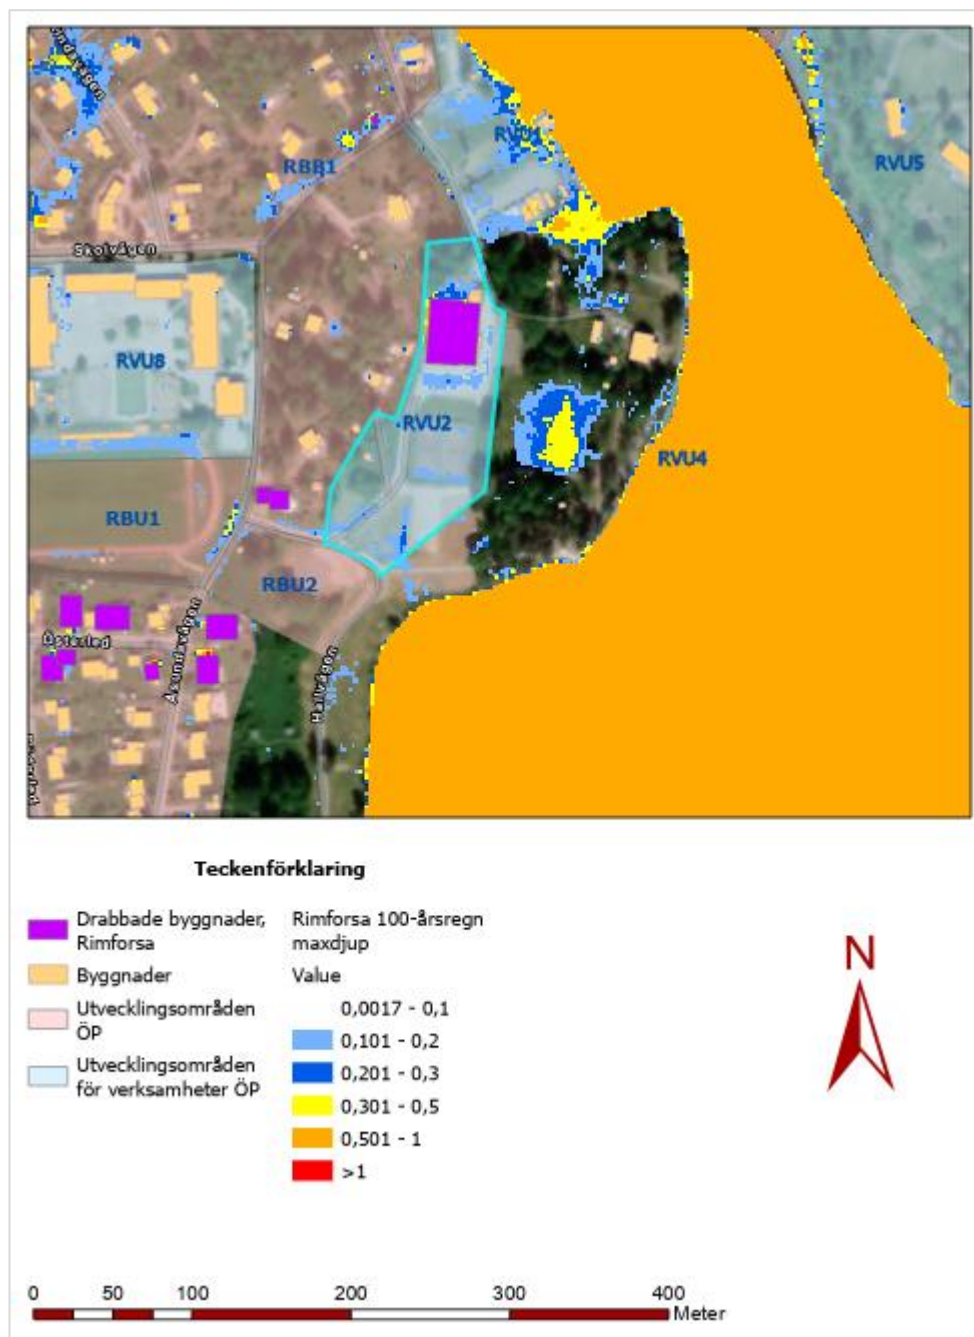 RVU1
RBB1
RVU5
Skolvägen
RVU8
RVU2
RVU4
RBU1
RBU2
Österled
Åsundavägen
Hallvägen
Teckenförklaring
Drabbade byggnader,
Rimforsa
Byggnader
Utvecklingsområden
ÖP
Utvecklingsområden
för verksamheter ÖP
Rimforsa 100-årsregn
maxdjup
Value
0,0017 - 0,1
0,101 - 0,2
0,201 - 0,3
0,301 - 0,5
0,501 - 1
>1
N
0 50 100 200 300 400
Meter